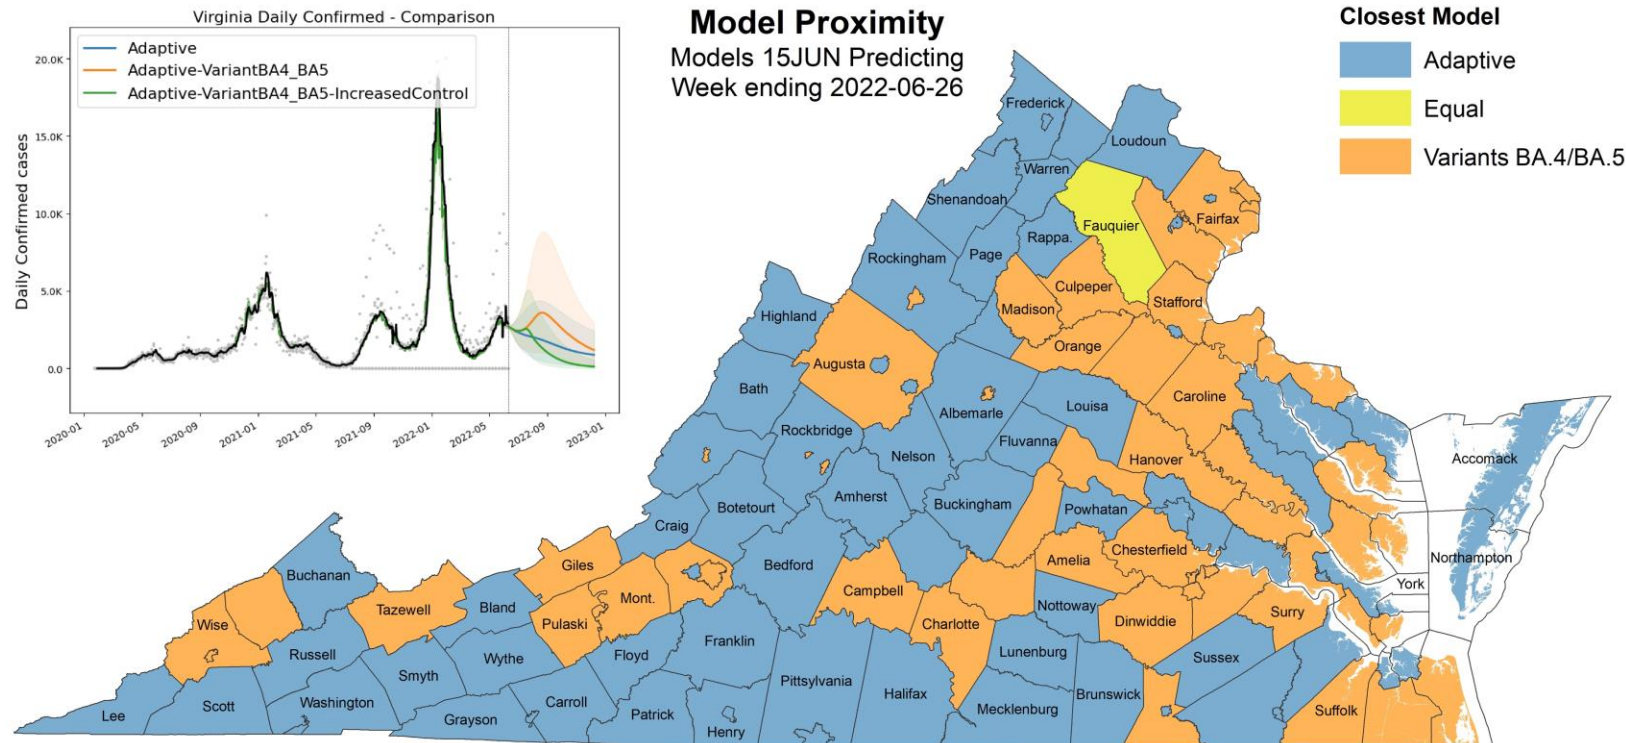 Virginia Daily Confirmed - Comparison
Adaptive
Adaptive-VariantBA4_BA5
Adaptive-VariantBA4_BA5-IncreasedControl
Daily Confirmed cases
20.0K
15.0K
10.0K
5.0K
0.0
2020-01
2020-05
2020-09
2021-01
2021-05
2021-09
2022-01
2022-05
2022-09
2023-01
Model Proximity
Models 15JUN Predicting
Week ending 2022-06-26
Closest Model
Adaptive
Equal
Variants BA.4/BA.5
Frederick
Loudoun
Warren
Shenandoah
Fairfax
Fauquier
Rappa.
Page
Rockingham
Culpeper
Stafford
Madison
Highland
Orange
Augusta
Bath
Caroline
Louisa
Albemarle
Rockbridge
Fluvanna
Nelson
Hanover
Accomack
Amherst
Buckingham
Botetourt
Powhatan
Craig
Chesterfield
Northampton
Amelia
Giles
Bedford
Buchanan
York
Campbell
Mont.
Nottoway
Bland
Tazewell
Surry
Dinwiddie
Pulaski
Charlotte
Wise
Franklin
Lunenburg
Russell
Floyd
Wythe
Sussex
Smyth
Pittsylvania
Halifax
Brunswick
Washington
Carroll
Scott
Mecklenburg
Suffolk
Patrick
Lee
Grayson
Henry